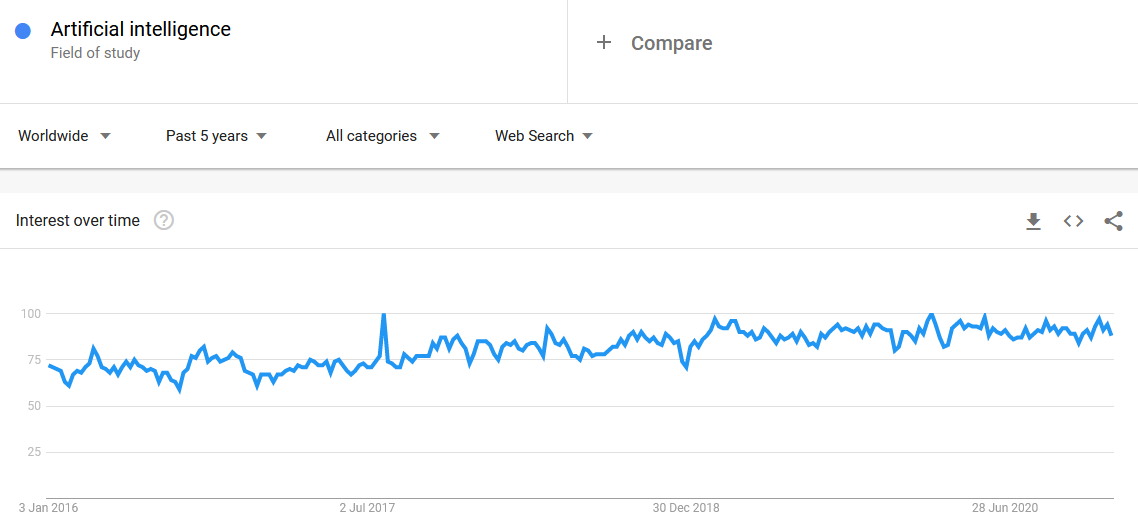 Artificial intelligence
Field of study
+ Compare
Worldwide
Past 5 years
All categories
Web Search
Interest over time ?
100
75
50
25
3 Jan 2016
2 Jul 2017
30 Dec 2018
28 Jun 2020